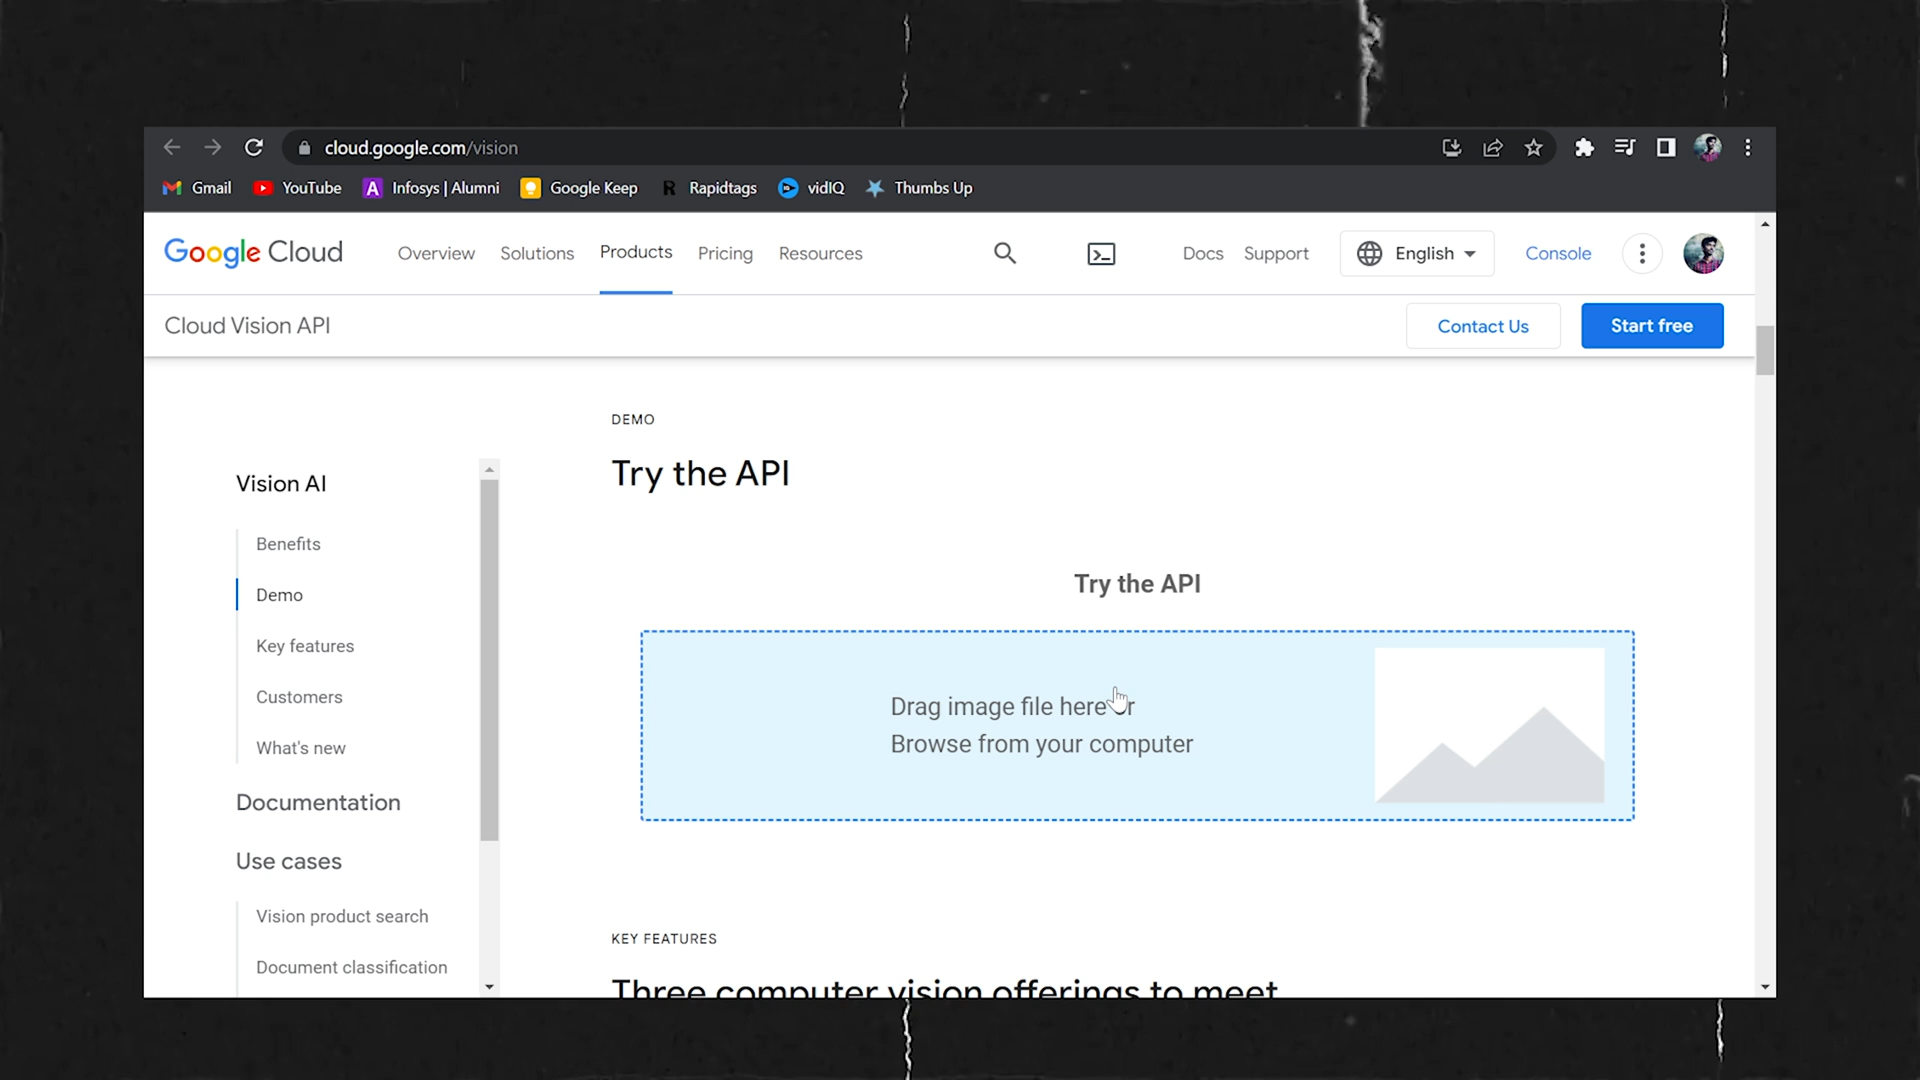 cloud.google.com/vision
Gmail YouTube A Infosys | Alumni Google Keep R Rapidtags vidIQ Thumbs Up
Google Cloud Overview Solutions Products Pricing Resources Docs Support English Console
Cloud Vision API Contact Us Start free
DEMO
Try the API
Vision AI
Benefits
Demo
Key features
Customers
What's new
Documentation
Use cases
Vision product search
Document classification
Try the API
Drag image file here or
Browse from your computer
KEY FEATURES
Three computer vision offerings to meet